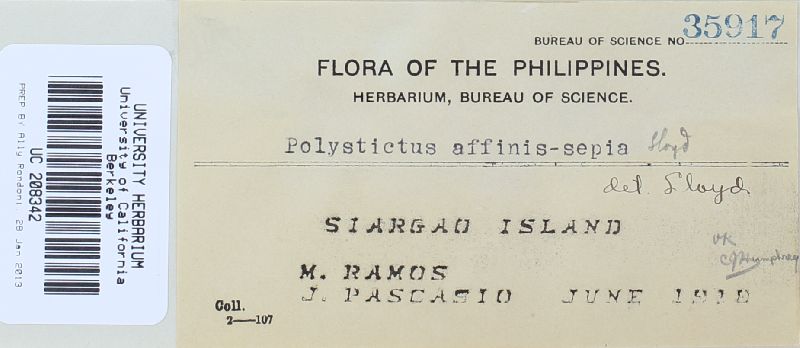 UNIVERSITY HERBARIUM
University of California
Berkeley
UC 208342
PREP BY Ally Rondoni 28 Jan 2013
BUREAU OF SCIENCE NO 35917
FLORA OF THE PHILIPPINES.
HERBARIUM, BUREAU OF SCIENCE.
Polystictus affinis-sepia Lloyd
det. Lloyd
SIARGAO ISLAND
OK
CJHumphrey
M. RAMOS
J. PASCASIO JUNE 1919
Coll.
2—107